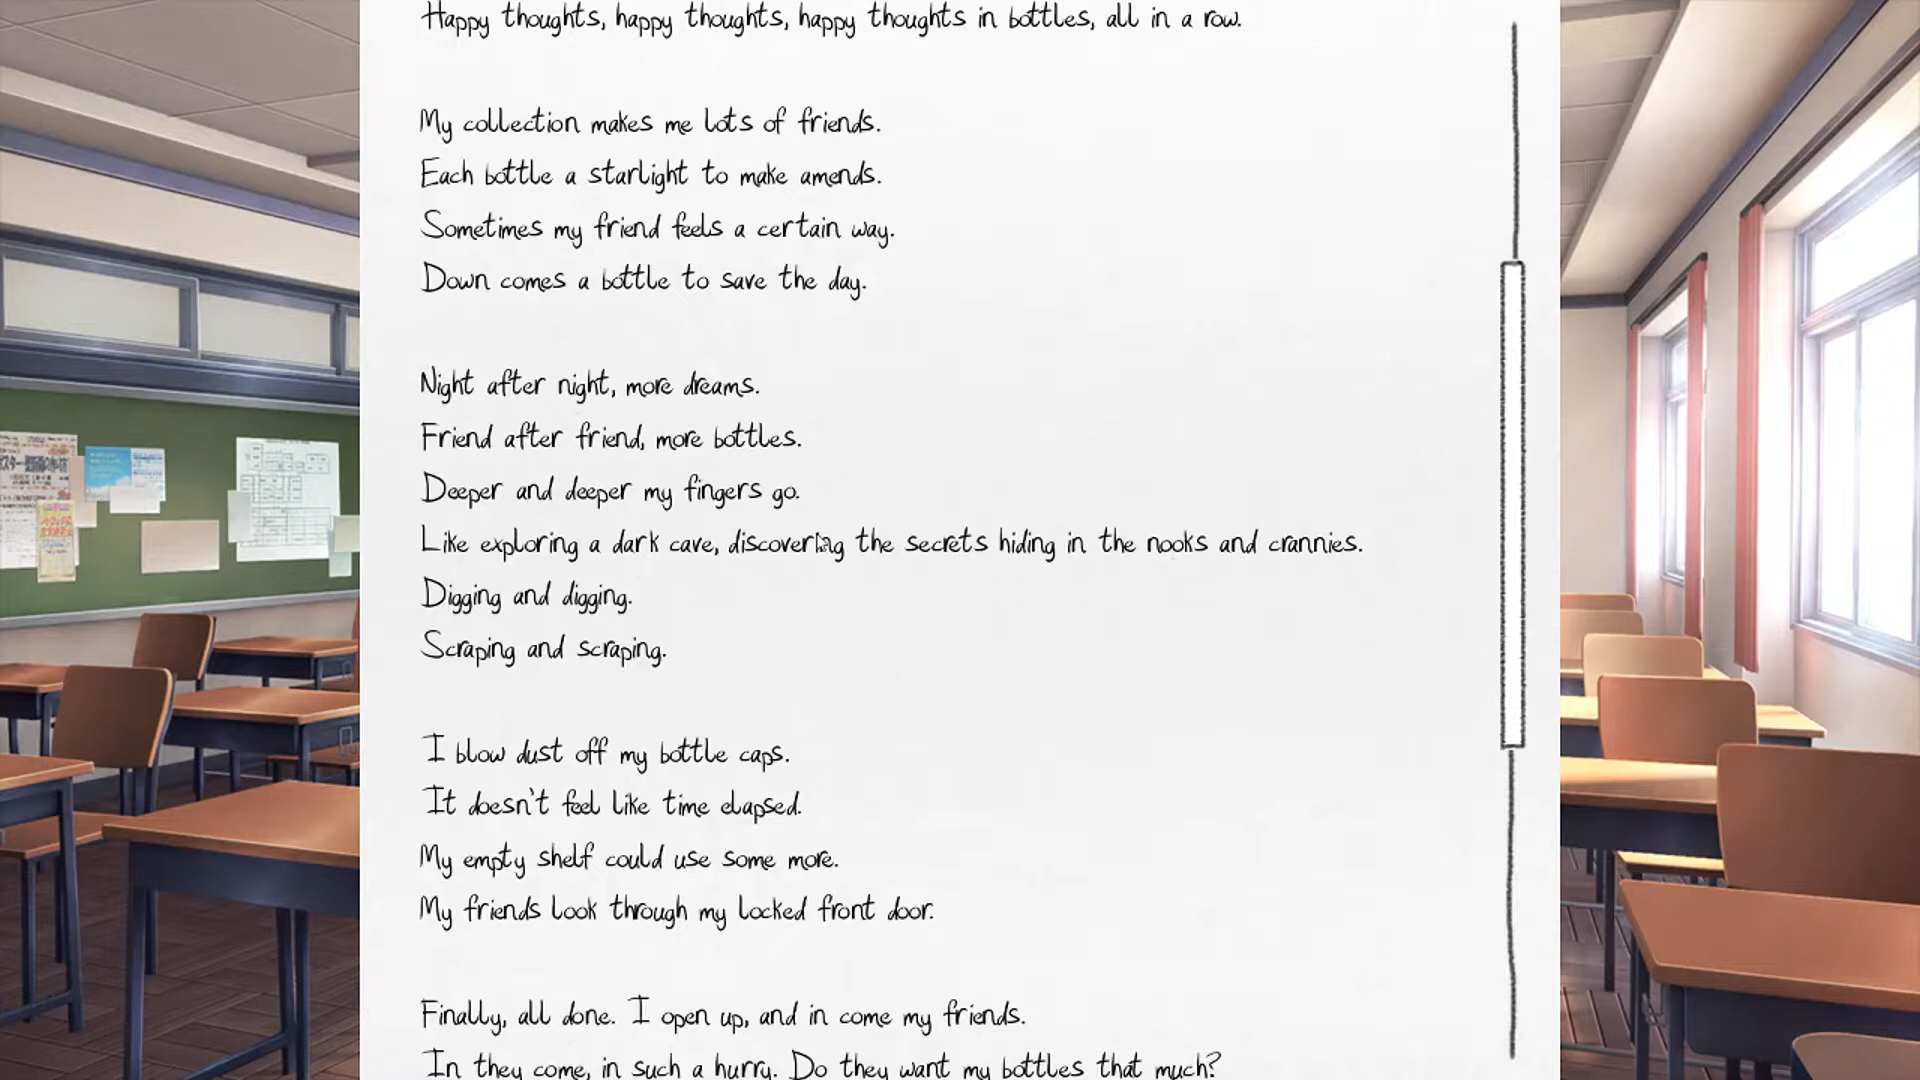 Happy thoughts, happy thoughts, happy thoughts in bottles, all in a row.
My collection makes me lots of friends.
Each bottle a starlight to make amends.
Sometimes my friend feels a certain way.
Down comes a bottle to save the day.
Night after night, more dreams.
Friend after friend, more bottles.
Deeper and deeper my fingers go.
Like exploring a dark cave, discovering the secrets hiding in the nooks and crannies.
Digging and digging.
Scraping and scraping.
I blow dust off my bottle caps.
It doesn't feel like time elapsed.
My empty shelf could use some more.
My friends look through my locked front door.
Finally, all done. I open up, and in come my friends.
In they come, in such a hurry. Do they want my bottles that much?